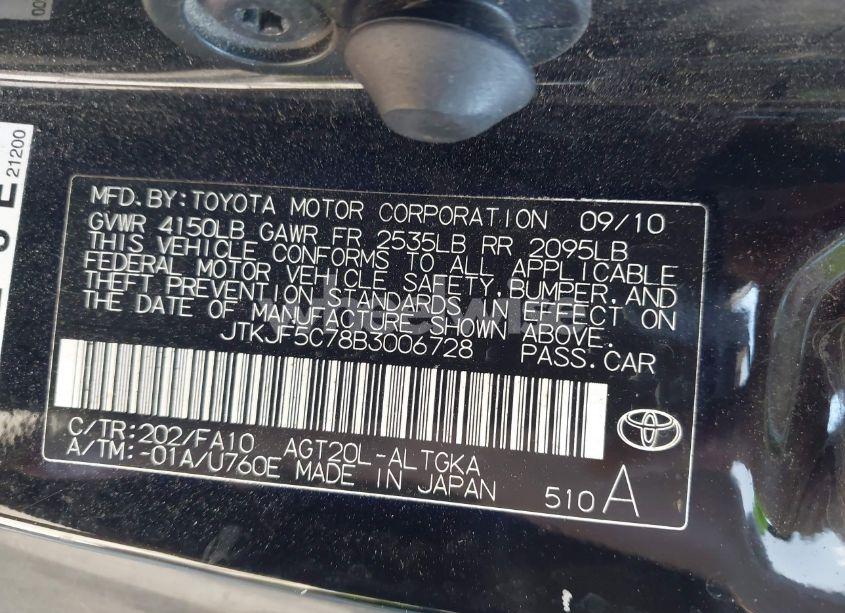 MFD.BY:TOYOTA MOTOR CORPORATION 09/10
GVWR 4150LB GAWR FR 2535LB RR 2095LB
THIS VEHICLE CONFORMS TO ALL APPLICABLE
FEDERAL MOTOR VEHICLE SAFETY,BUMPER,AND
THEFT PREVENTION STANDARDS IN EFFECT ON
THE DATE OF MANUFACTURE SHOWN ABOVE.
JTKJF5C78B3006728 PASS.CAR
C/TR:202/FA10 AGT20L-ALTGKA
A/TM:-01A/U760E MADE IN JAPAN
510A
21200